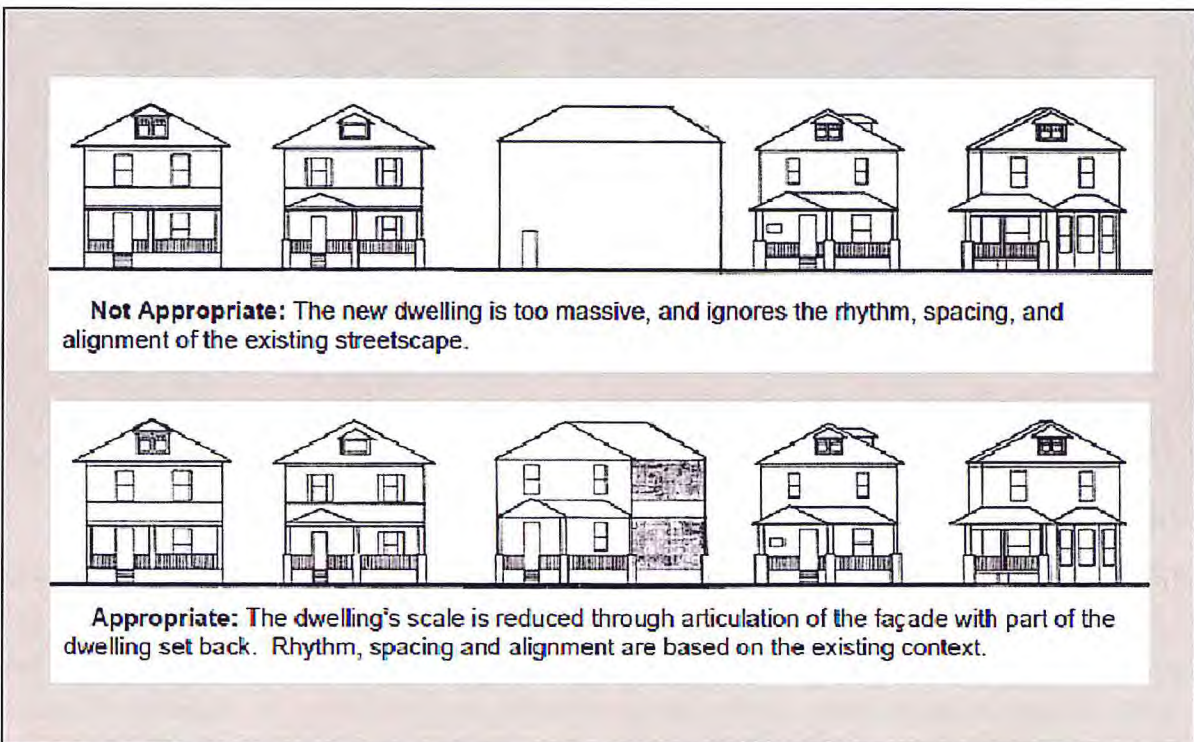 Not Appropriate: The new dwelling is too massive, and ignores the rhythm, spacing, and
alignment of the existing streetscape.
Appropriate: The dwelling's scale is reduced through articulation of the façade with part of the
dwelling set back.  Rhythm, spacing and alignment are based on the existing context.